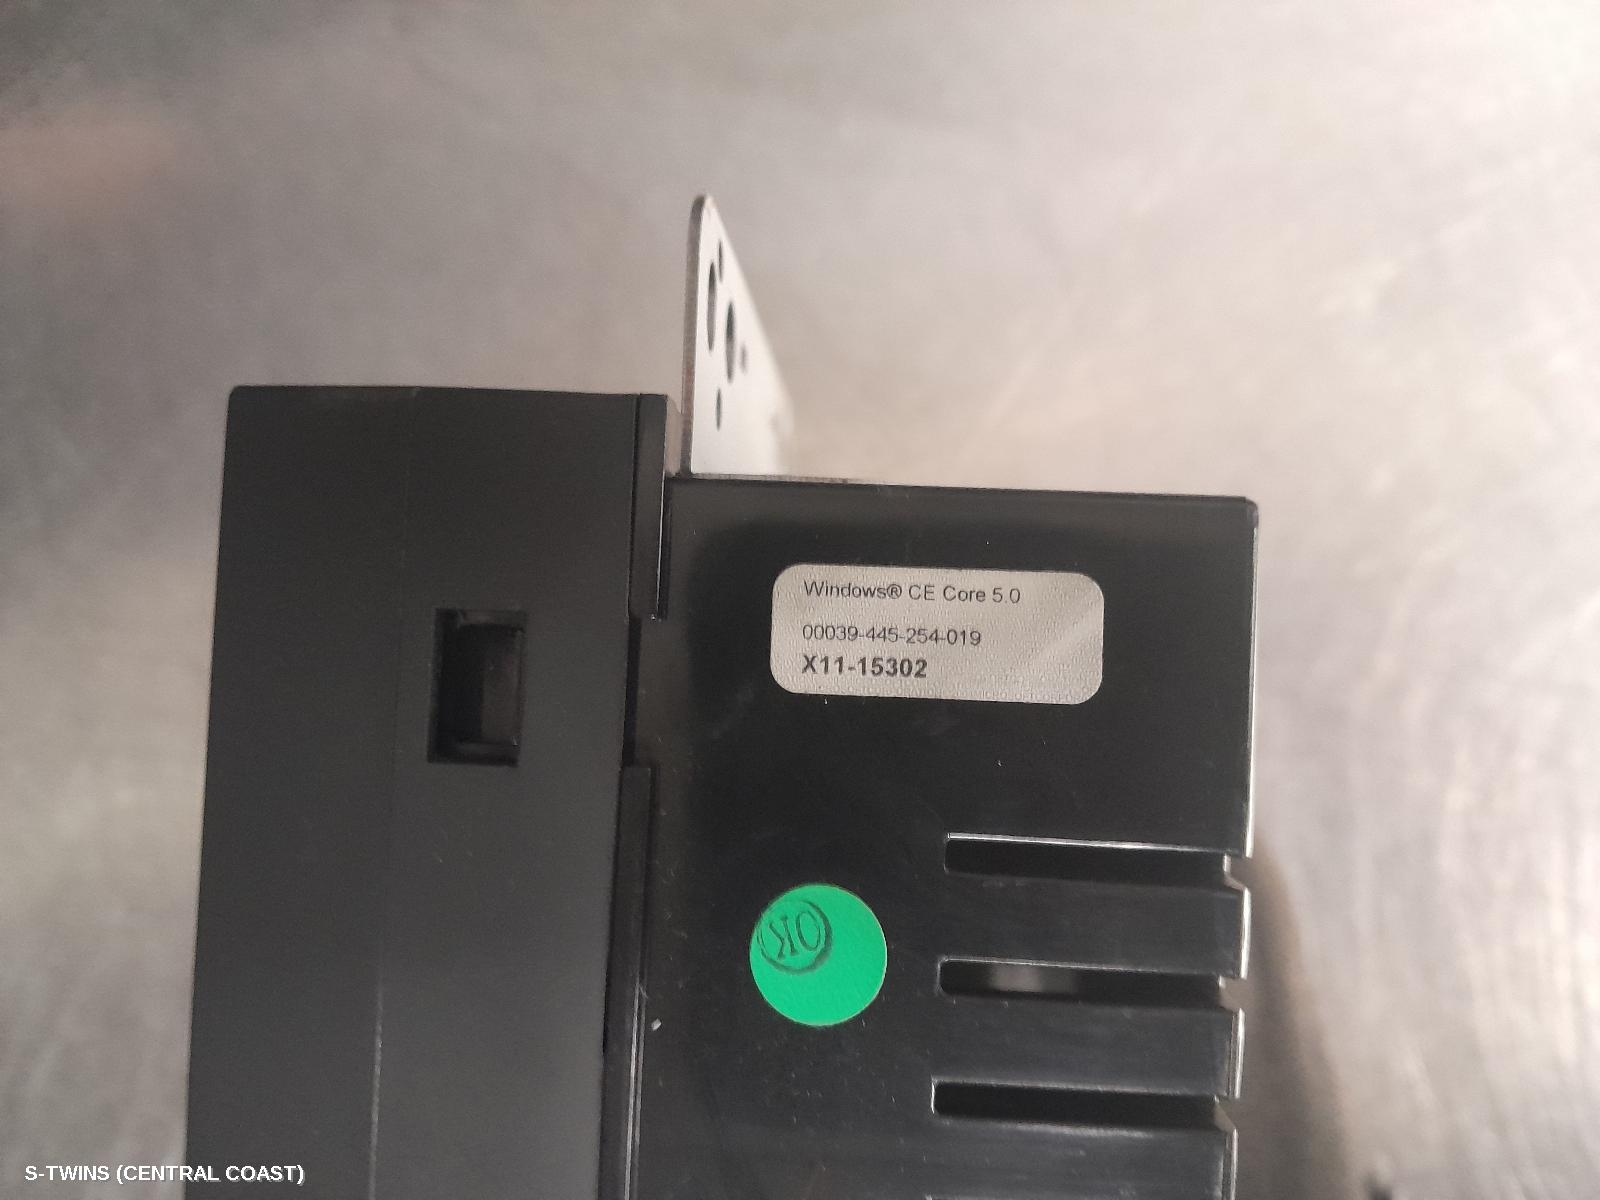 Windows® CE Core 5.0
00039-445-254-019
X11-15302
OK
S-TWINS (CENTRAL COAST)